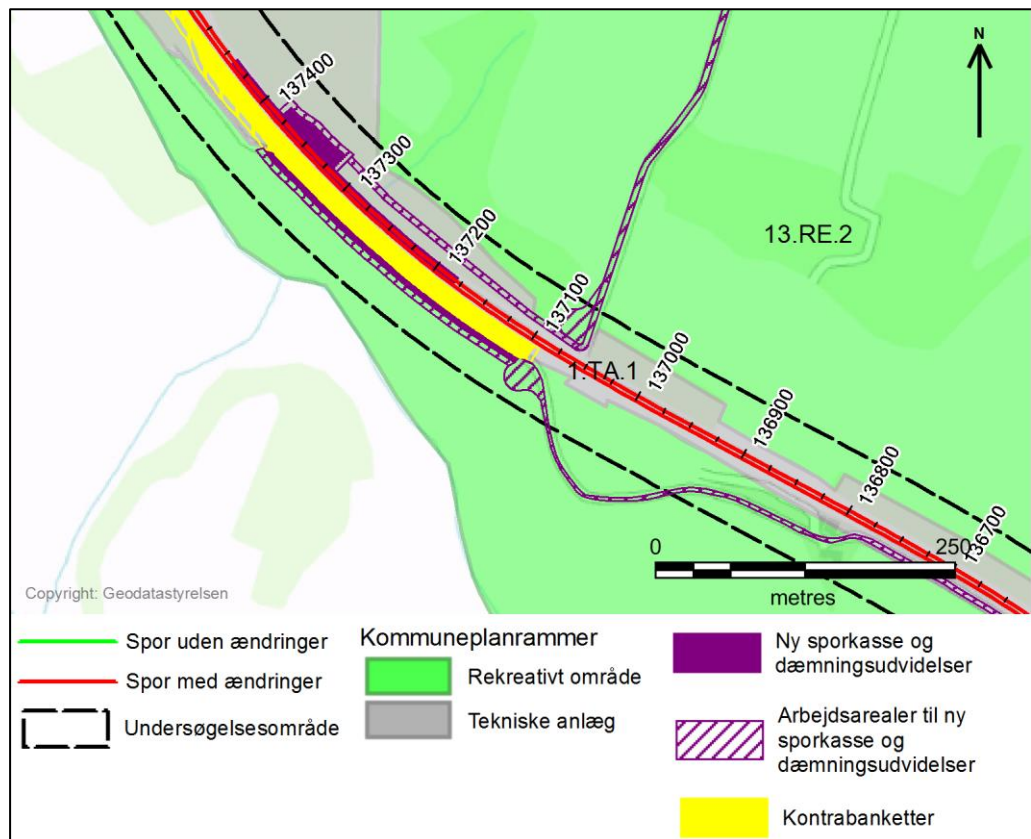 N
137400
137300
137200
13.RE.2
137100
1.TA.1
137000
136900
136800
136700
0 250
metres
Copyright: Geodatastyrelsen
Spor uden ændringer
Spor med ændringer
Undersøgelsesområde
Kommuneplanrammer
Rekreativt område
Tekniske anlæg
Ny sporkasse og
dæmningsudvidelser
Arbejdsarealer til ny
sporkasse og
dæmningsudvidelser
Kontrabanketter